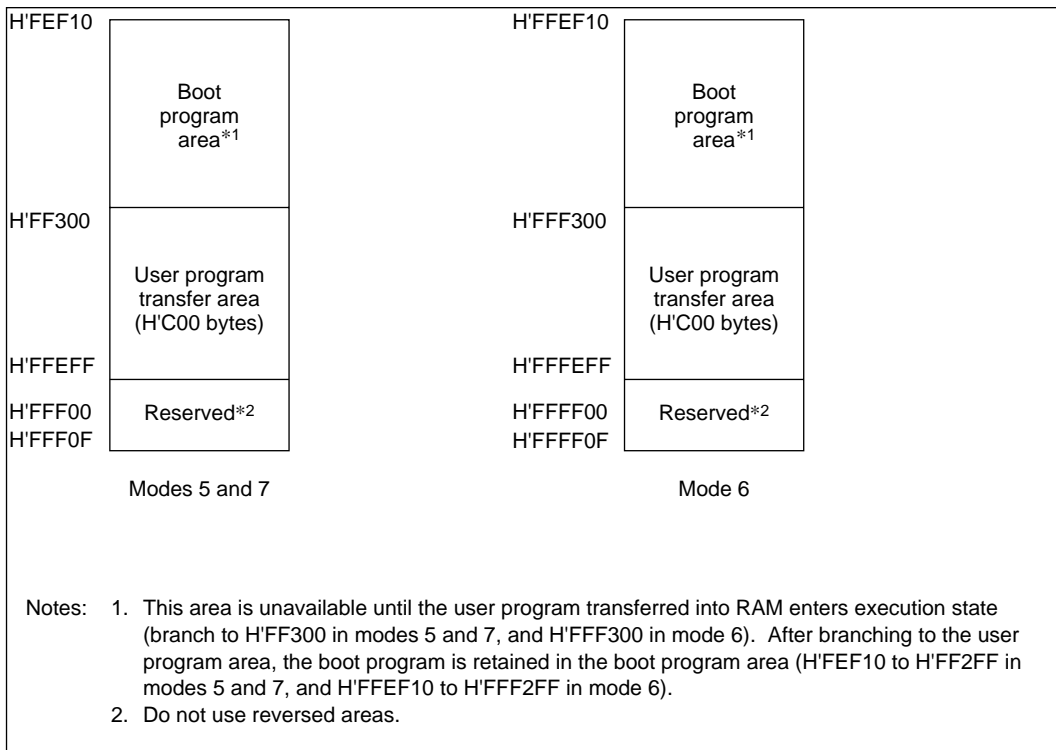 H'FEF10
Boot
program
area*1
H'FF300
User program
transfer area
(H'C00 bytes)
H'FFEFF
H'FFF00
Reserved*2
H'FFF0F
Modes 5 and 7
H'FFEF10
Boot
program
area*1
H'FFF300
User program
transfer area
(H'C00 bytes)
H'FFFEFF
H'FFFF00
Reserved*2
H'FFFF0F
Mode 6
Notes: 1. This area is unavailable until the user program transferred into RAM enters execution state
(branch to H'FF300 in modes 5 and 7, and H'FFF300 in mode 6). After branching to the user
program area, the boot program is retained in the boot program area (H'FEF10 to H'FF2FF in
modes 5 and 7, and H'FFEF10 to H'FFF2FF in mode 6).
2. Do not use reversed areas.